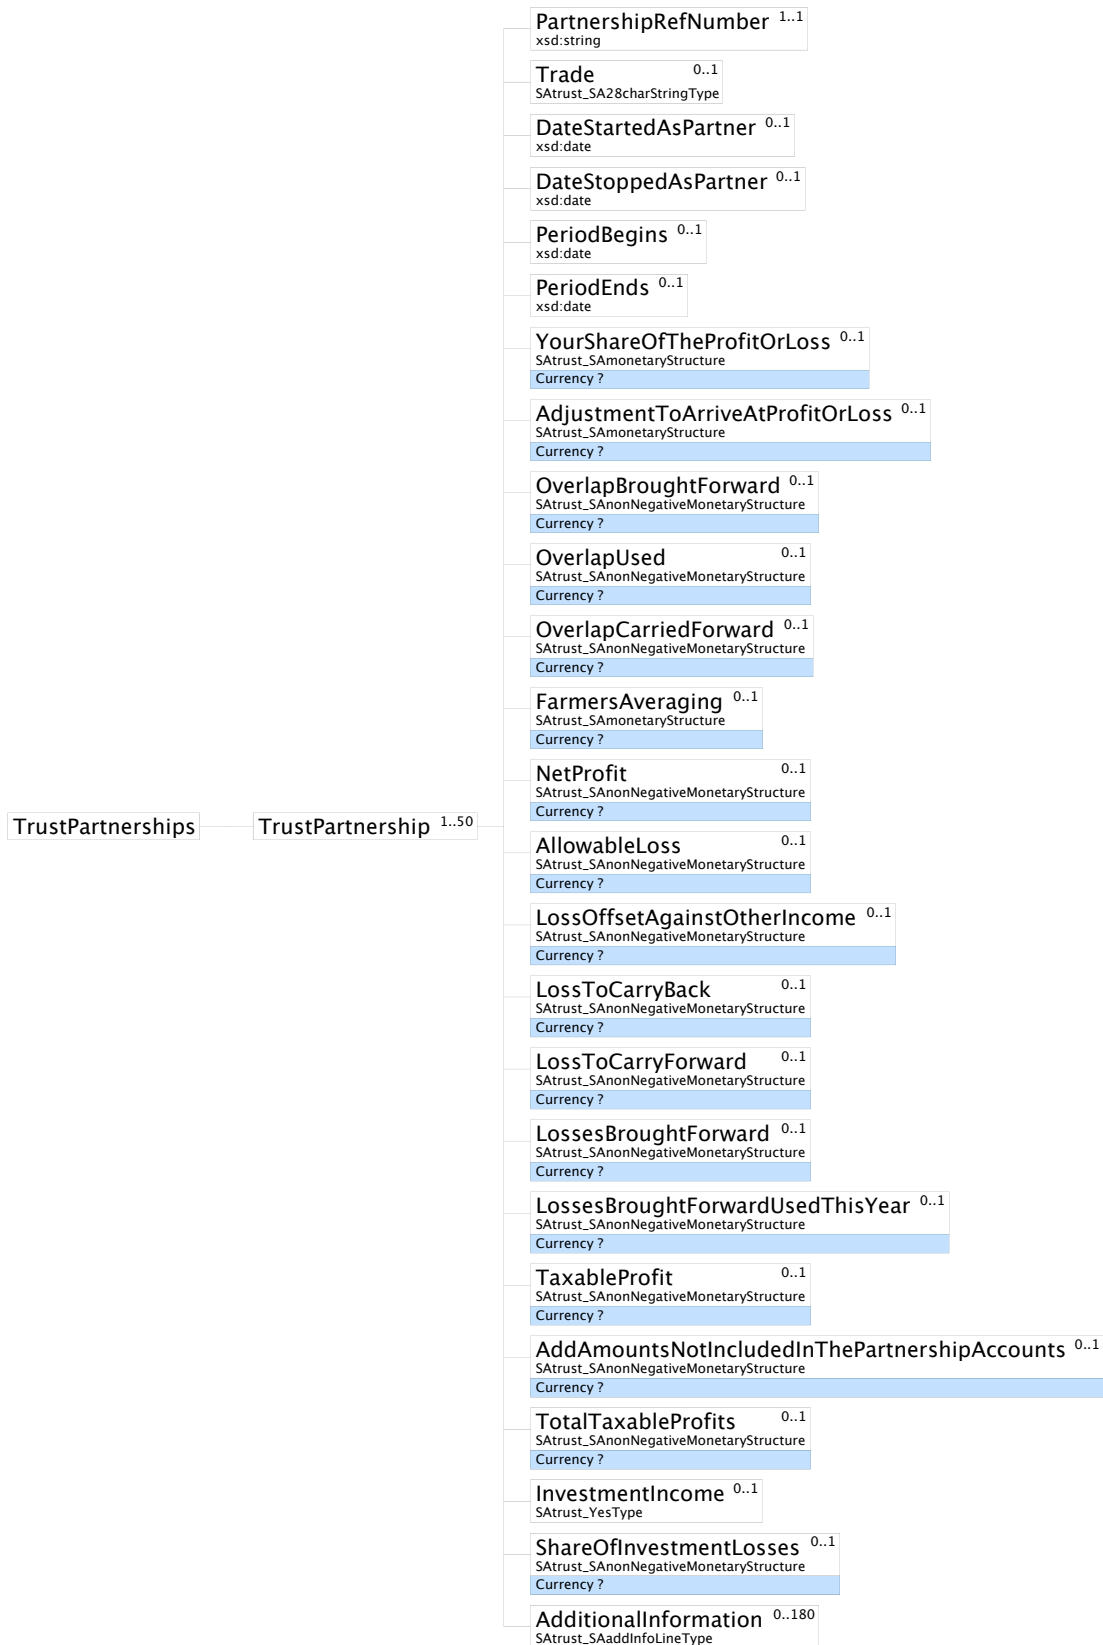 PartnershipRefNumber 1..1
xsd:string
Trade 0..1
SAtrust_SA28charStringType
DateStartedAsPartner 0..1
xsd:date
DateStoppedAsPartner 0..1
xsd:date
PeriodBegins 0..1
xsd:date
PeriodEnds 0..1
xsd:date
YourShareOfTheProfitOrLoss 0..1
SAtrust_SAmonetaryStructure
Currency ?
AdjustmentToArriveAtProfitOrLoss 0..1
SAtrust_SAmonetaryStructure
Currency ?
OverlapBroughtForward 0..1
SAtrust_SAnonNegativeMonetaryStructure
Currency ?
OverlapUsed 0..1
SAtrust_SAnonNegativeMonetaryStructure
Currency ?
OverlapCarriedForward 0..1
SAtrust_SAnonNegativeMonetaryStructure
Currency ?
FarmersAveraging 0..1
SAtrust_SAmonetaryStructure
Currency ?
NetProfit 0..1
SAtrust_SAnonNegativeMonetaryStructure
Currency ?
TrustPartnerships
TrustPartnership 1..50
AllowableLoss 0..1
SAtrust_SAnonNegativeMonetaryStructure
Currency ?
LossOffsetAgainstOtherIncome 0..1
SAtrust_SAnonNegativeMonetaryStructure
Currency ?
LossToCarryBack 0..1
SAtrust_SAnonNegativeMonetaryStructure
Currency ?
LossToCarryForward 0..1
SAtrust_SAnonNegativeMonetaryStructure
Currency ?
LossesBroughtForward 0..1
SAtrust_SAnonNegativeMonetaryStructure
Currency ?
LossesBroughtForwardUsedThisYear 0..1
SAtrust_SAnonNegativeMonetaryStructure
Currency ?
TaxableProfit 0..1
SAtrust_SAnonNegativeMonetaryStructure
Currency ?
AddAmountsNotIncludedInThePartnershipAccounts 0..1
SAtrust_SAnonNegativeMonetaryStructure
Currency ?
TotalTaxableProfits 0..1
SAtrust_SAnonNegativeMonetaryStructure
Currency ?
InvestmentIncome 0..1
SAtrust_YesType
ShareOfInvestmentLosses 0..1
SAtrust_SAnonNegativeMonetaryStructure
Currency ?
AdditionalInformation 0..180
SAtrust_SAaddInfoLineType